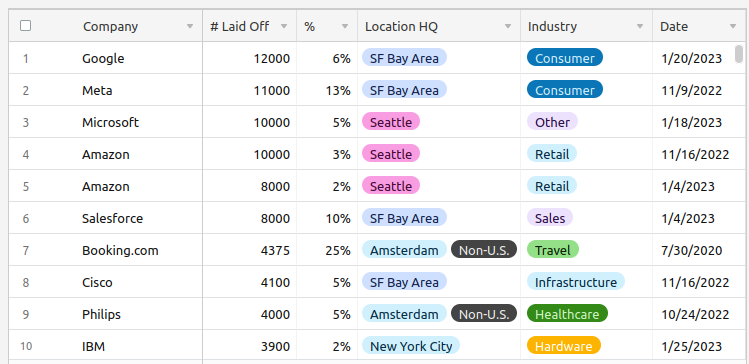 Company # Laid Off % Location HQ Industry Date
1 Google 12000 6% SF Bay Area Consumer 1/20/2023
2 Meta 11000 13% SF Bay Area Consumer 11/9/2022
3 Microsoft 10000 5% Seattle Other 1/18/2023
4 Amazon 10000 3% Seattle Retail 11/16/2022
5 Amazon 8000 2% Seattle Retail 1/4/2023
6 Salesforce 8000 10% SF Bay Area Sales 1/4/2023
7 Booking.com 4375 25% Amsterdam Non-U.S. Travel 7/30/2020
8 Cisco 4100 5% SF Bay Area Infrastructure 11/16/2022
9 Philips 4000 5% Amsterdam Non-U.S. Healthcare 10/24/2022
10 IBM 3900 2% New York City Hardware 1/25/2023